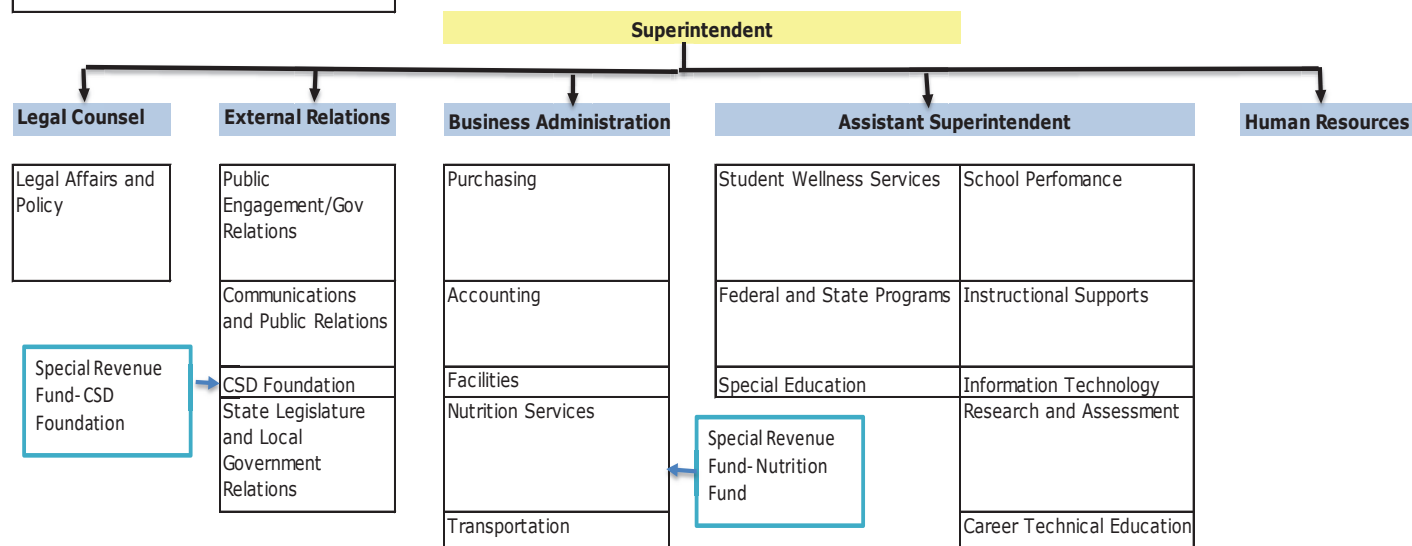 Superintendent
Legal Counsel
External Relations
Business Administration
Assistant Superintendent
Human Resources
Legal Affairs and
Policy
Public
Engagement/Gov
Relations
Purchasing
Student Wellness Services
School Perfomance
Communications
and Public Relations
Accounting
Federal and State Programs
Instructional Supports
Special Revenue
Fund-CSD
Foundation
CSD Foundation
Facilities
Special Education
Information Technology
State Legislature
and Local
Government
Relations
Nutrition Services
Special Revenue
Fund-Nutrition
Fund
Research and Assessment
Transportation
Career Technical Education